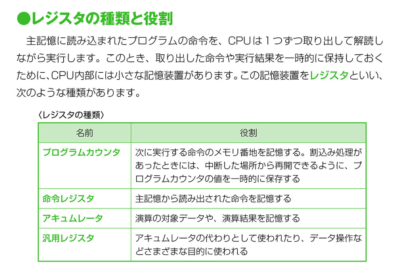 ●レジスタの種類と役割
主記憶に読み込まれたプログラムの命令を、CPUは1つずつ取り出して解読し
ながら実行します。このとき、取り出した命令や実行結果を一時的に保持しておく
ために、CPU内部には小さな記憶装置があります。この記憶装置をレジスタといい、
次のような種類があります。
〈レジスタの種類〉
名前 役割
プログラムカウンタ 次に実行する命令のメモリ番地を記憶する。割込み処理が
あったときには、中断した場所から再開できるように、プ
ログラムカウンタの値を一時的に保存する
命令レジスタ 主記憶から読み出された命令を記憶する
アキュムレータ 演算の対象データや、演算結果を記憶する
汎用レジスタ アキュムレータの代わりとして使われたり、データ操作な
どさまざまな目的に使われる